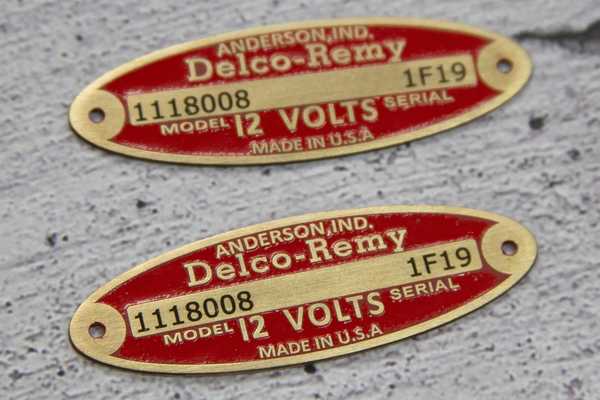 ANDERSON, IND.
Delco-Remy
1118008 1F19
MODEL 12 VOLTS SERIAL
MADE IN U.S.A
ANDERSON, IND.
Delco-Remy
1118008 1F19
MODEL 12 VOLTS SERIAL
MADE IN U.S.A